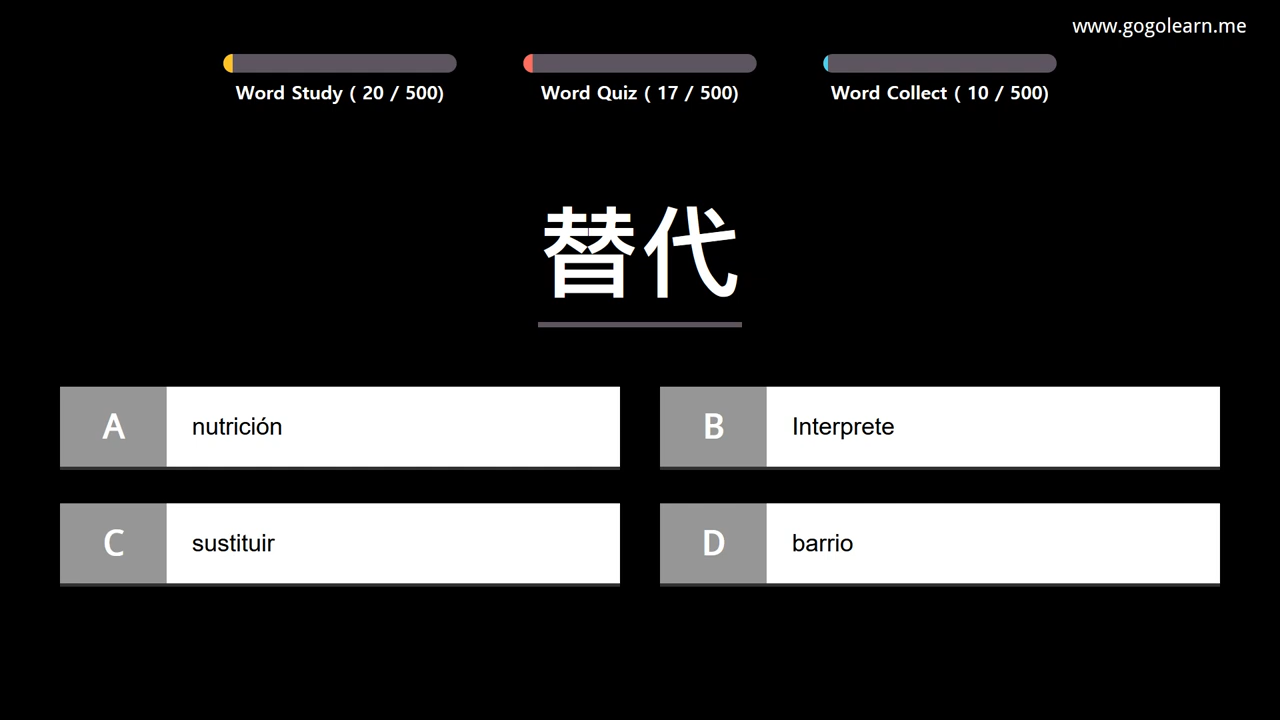 www.gogolearn.me
Word Study ( 20 / 500)
Word Quiz ( 17 / 500)
Word Collect ( 10 / 500)
替代
A nutrición
B Interprete
C sustituir
D barrio